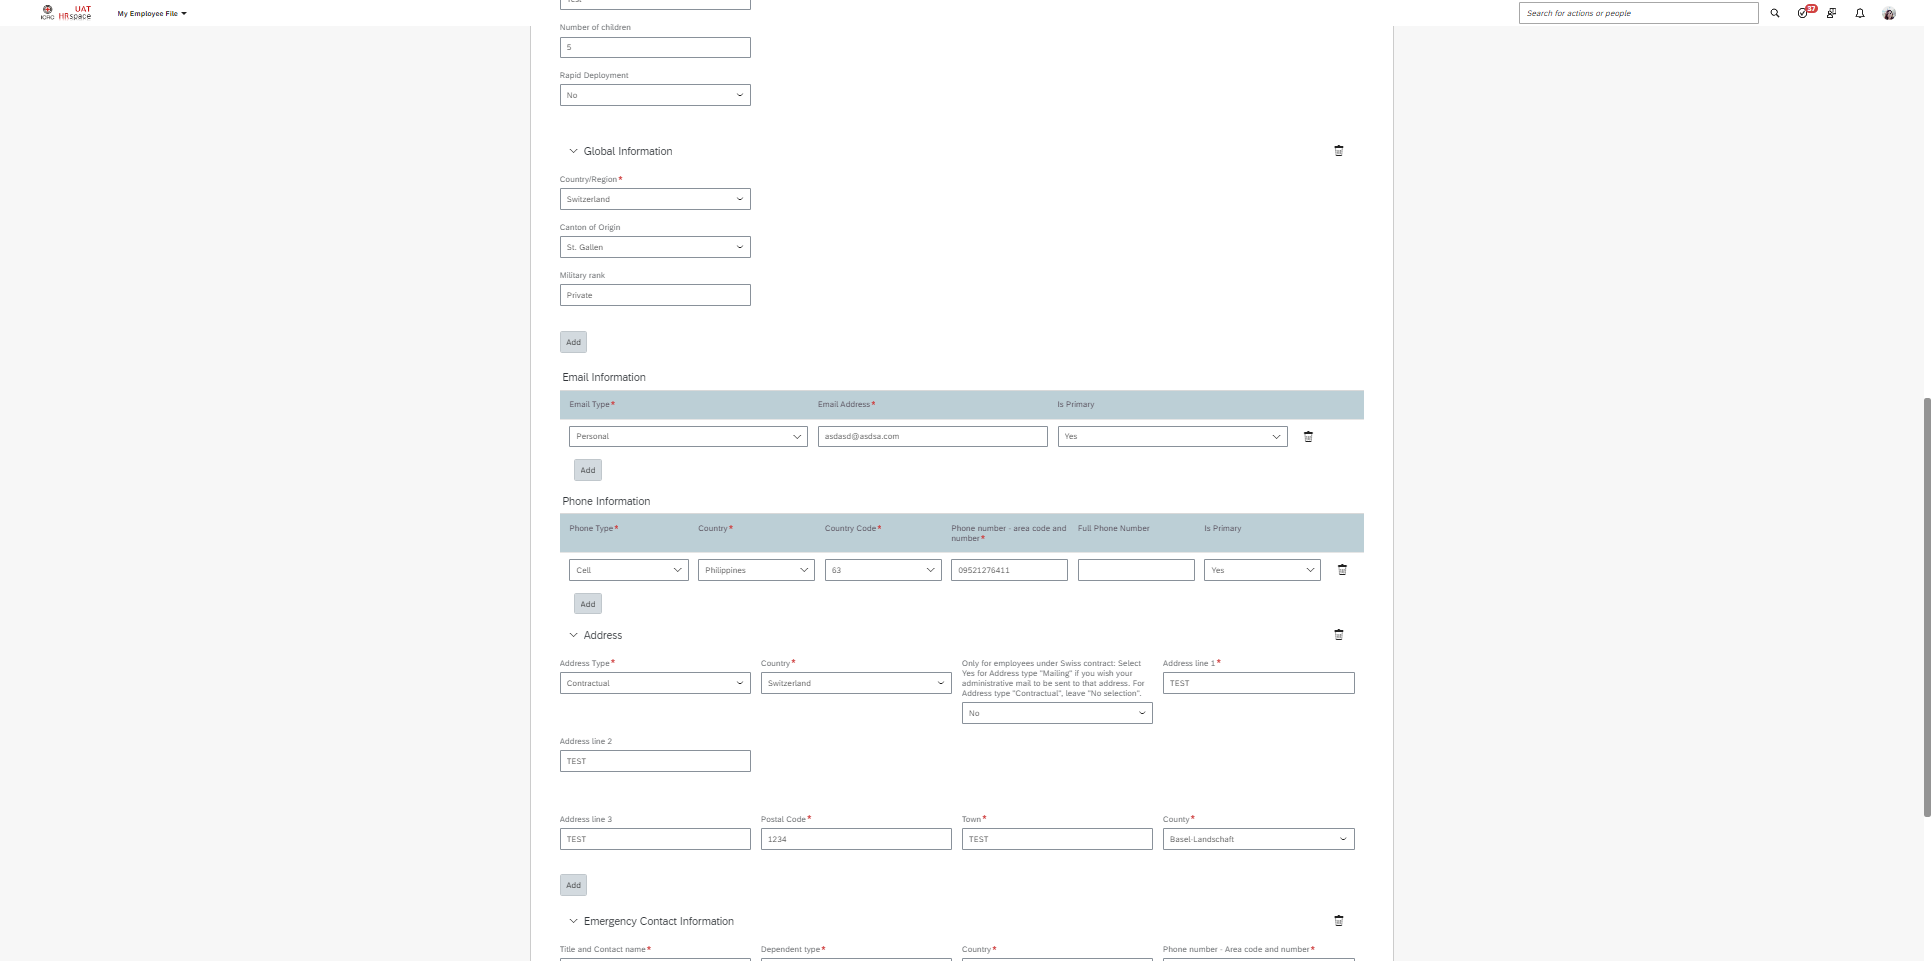 ICRC
UAT
HRspace
My Employee File
Search for actions or people
37
Number of children
5
Rapid Deployment
No
Global Information
Country/Region*
Switzerland
Canton of Origin
St. Gallen
Military rank
Private
Add
Email Information
Email Type*
Email Address*
Is Primary
Personal
asdasd@asdsa.com
Yes
Add
Phone Information
Phone Type*
Country*
Country Code*
Phone number - area code and
number*
Full Phone Number
Is Primary
Cell
Philippines
63
09521276411
Yes
Add
Address
Address Type*
Contractual
Country*
Switzerland
Only for employees under Swiss contract: Select
Yes for Address type "Mailing" if you wish your
administrative mail to be sent to that address. For
Address type "Contractual", leave "No selection".
No
Address line 1*
TEST
Address line 2
TEST
Address line 3
TEST
Postal Code*
1234
Town*
TEST
County*
Basel-Landschaft
Add
Emergency Contact Information
Title and Contact name*
Dependent type*
Country*
Phone number - Area code and number*